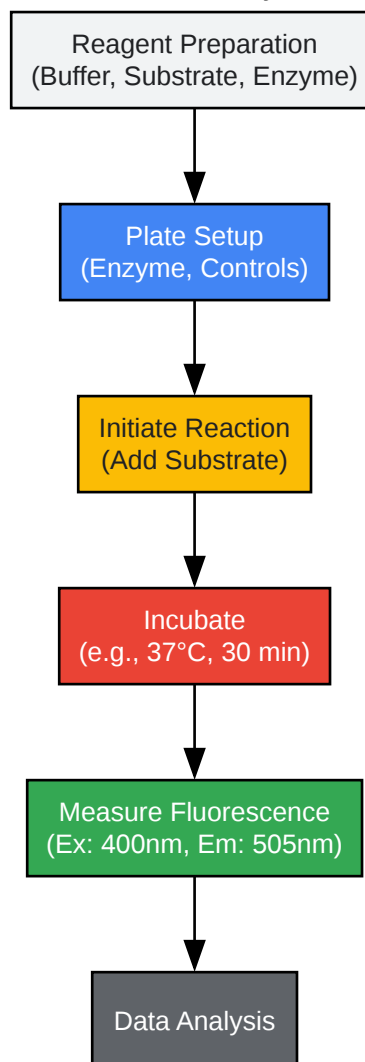 Reagent Preparation
(Buffer, Substrate, Enzyme)
Plate Setup
(Enzyme, Controls)
Initiate Reaction
(Add Substrate)
Incubate
(e.g., 37°C, 30 min)
Measure Fluorescence
(Ex: 400nm, Em: 505nm)
Data Analysis